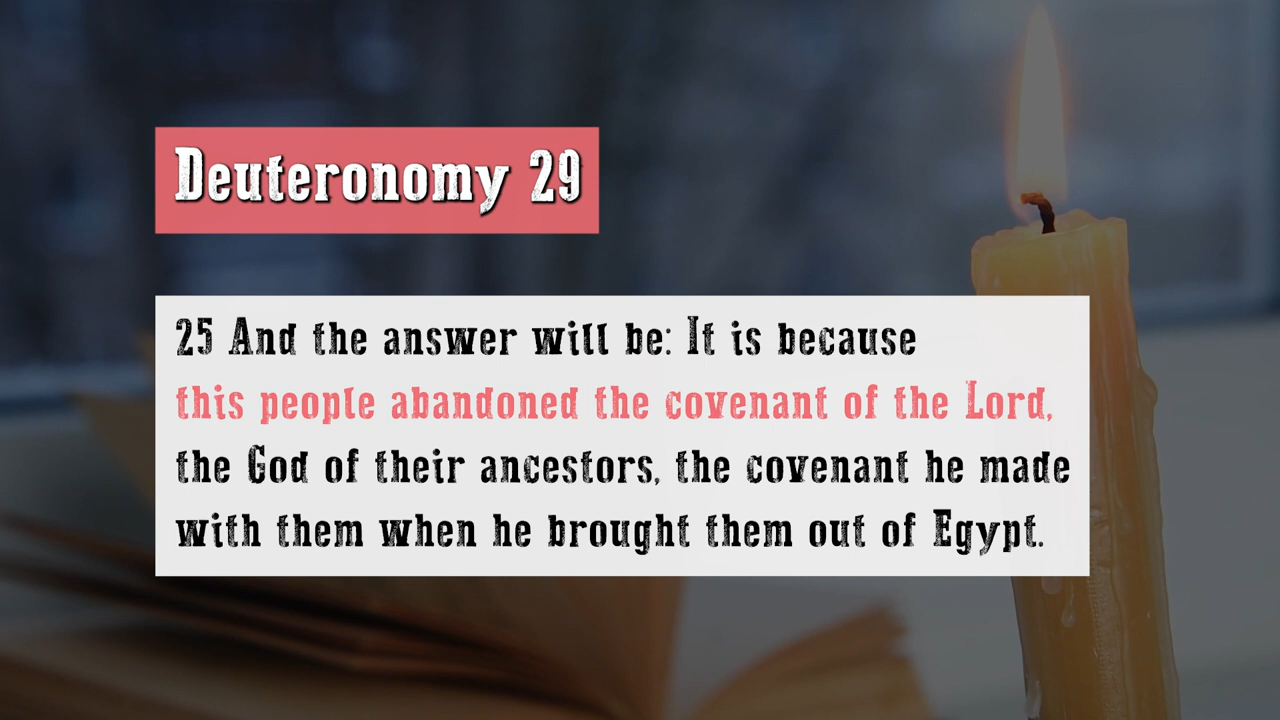 Deuteronomy 29
25 And the answer will be: It is because
this people abandoned the covenant of the Lord,
the God of their ancestors, the covenant he made
with them when he brought them out of Egypt.